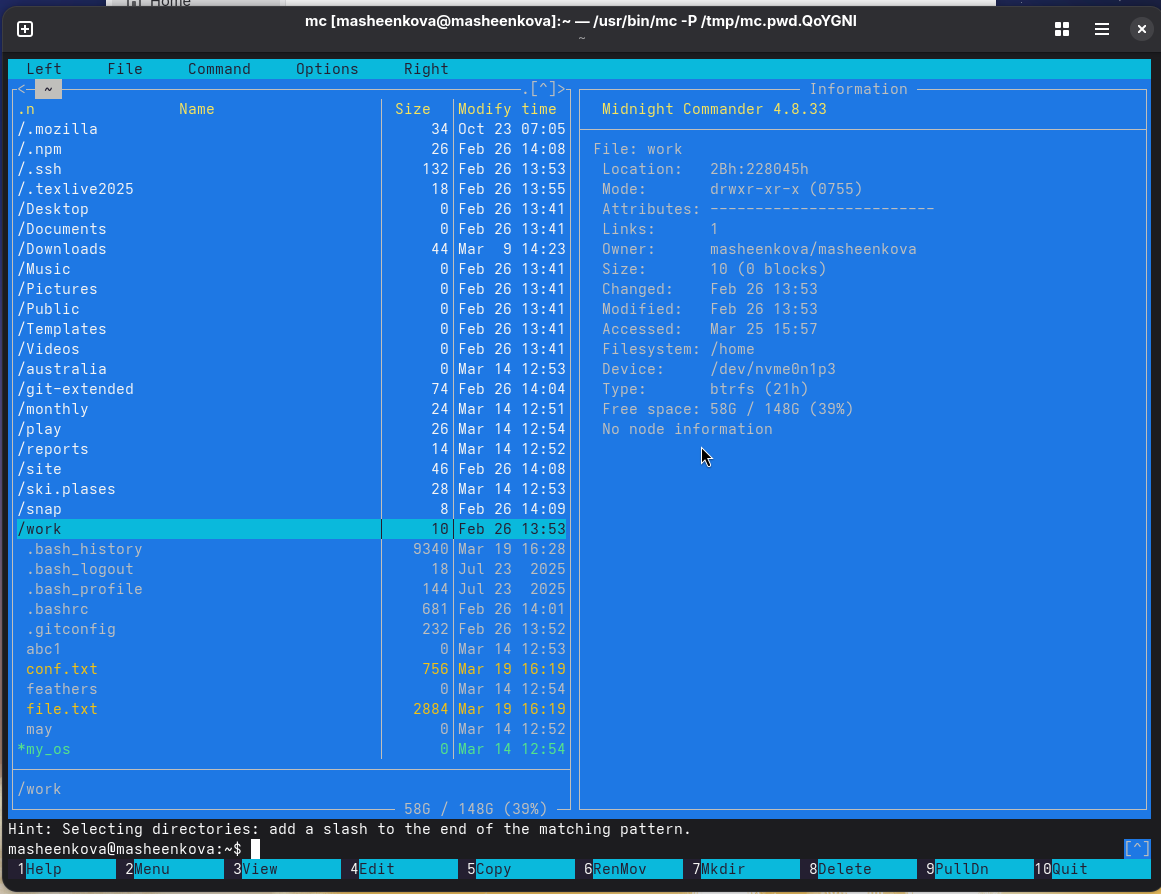 Home
mc [masheenkova@masheenkova]:~ — /usr/bin/mc -P /tmp/mc.pwd.QoYGNI
~
Left File Command Options Right
<─ ~ ─.[^]>
.n Name Size Modify time
/.mozilla 34 Oct 23 07:05
/.npm 26 Feb 26 14:08
/.ssh 132 Feb 26 13:53
/.texlive2025 18 Feb 26 13:55
/Desktop 0 Feb 26 13:41
/Documents 0 Feb 26 13:41
/Downloads 44 Mar 9 14:23
/Music 0 Feb 26 13:41
/Pictures 0 Feb 26 13:41
/Public 0 Feb 26 13:41
/Templates 0 Feb 26 13:41
/Videos 0 Feb 26 13:41
/australia 0 Mar 14 12:53
/git-extended 74 Feb 26 14:04
/monthly 24 Mar 14 12:51
/play 26 Mar 14 12:54
/reports 14 Mar 14 12:52
/site 46 Feb 26 14:08
/ski.plases 28 Mar 14 12:53
/snap 8 Feb 26 14:09
/work 10 Feb 26 13:53
.bash_history 9340 Mar 19 16:28
.bash_logout 18 Jul 23 2025
.bash_profile 144 Jul 23 2025
.bashrc 681 Feb 26 14:01
.gitconfig 232 Feb 26 13:52
abc1 0 Mar 14 12:53
conf.txt 756 Mar 19 16:19
feathers 0 Mar 14 12:54
file.txt 2884 Mar 19 16:19
may 0 Mar 14 12:52
*my_os 0 Mar 14 12:54
/work
58G / 148G (39%)
Information
Midnight Commander 4.8.33
File: work
Location: 2Bh:228045h
Mode: drwxr-xr-x (0755)
Attributes: -------------------------
Links: 1
Owner: masheenkova/masheenkova
Size: 10 (0 blocks)
Changed: Feb 26 13:53
Modified: Feb 26 13:53
Accessed: Mar 25 15:57
Filesystem: /home
Device: /dev/nvme0n1p3
Type: btrfs (21h)
Free space: 58G / 148G (39%)
No node information
Hint: Selecting directories: add a slash to the end of the matching pattern.
masheenkova@masheenkova:~$ [^]
1Help 2Menu 3View 4Edit 5Copy 6RenMov 7Mkdir 8Delete 9PullDn 10Quit